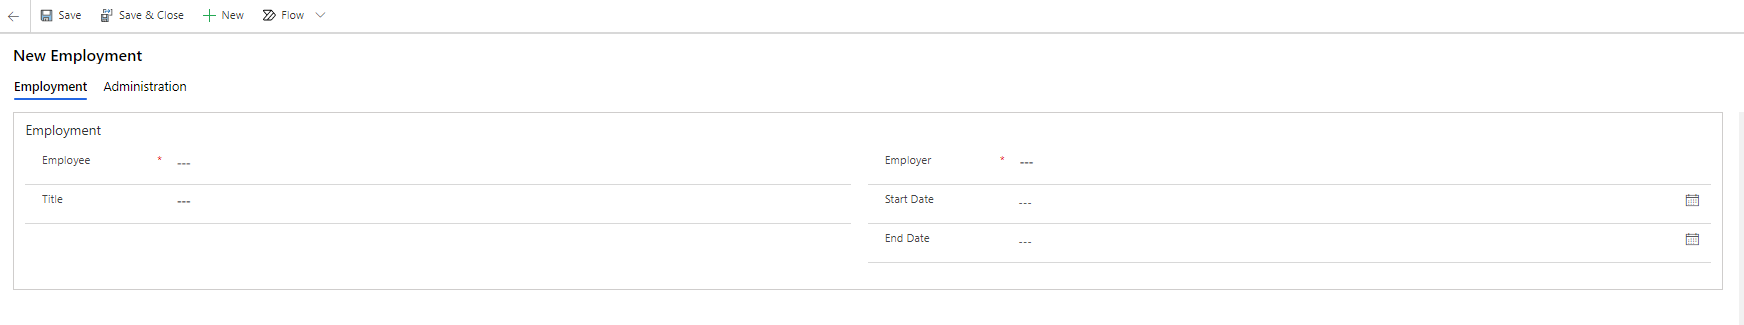 Save Save & Close New Flow
New Employment
Employment Administration
Employment
Employee * --- Employer * ---
Title --- Start Date ---
End Date ---